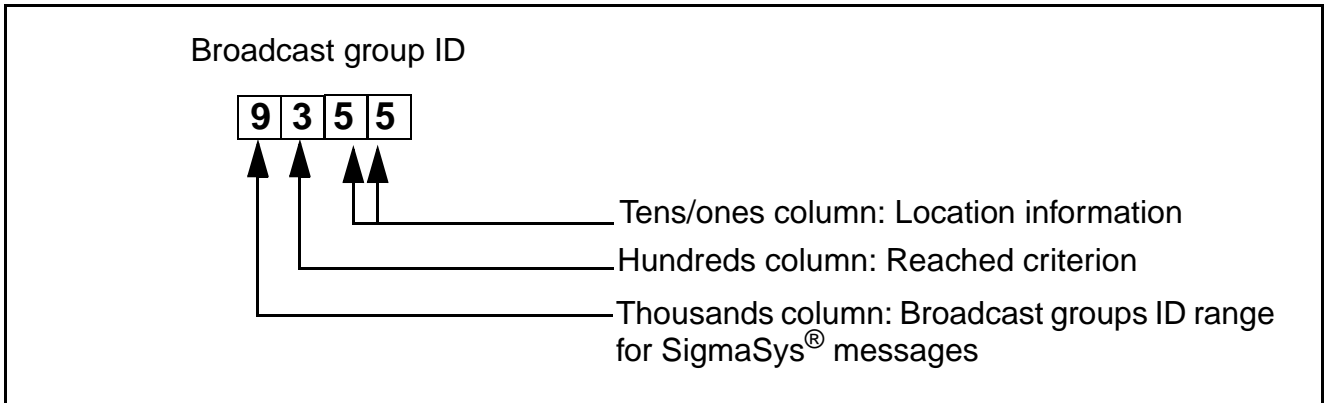 Broadcast group ID
9 3 5 5
Tens/ones column: Location information
Hundreds column: Reached criterion
Thousands column: Broadcast groups ID range
for SigmaSys® messages